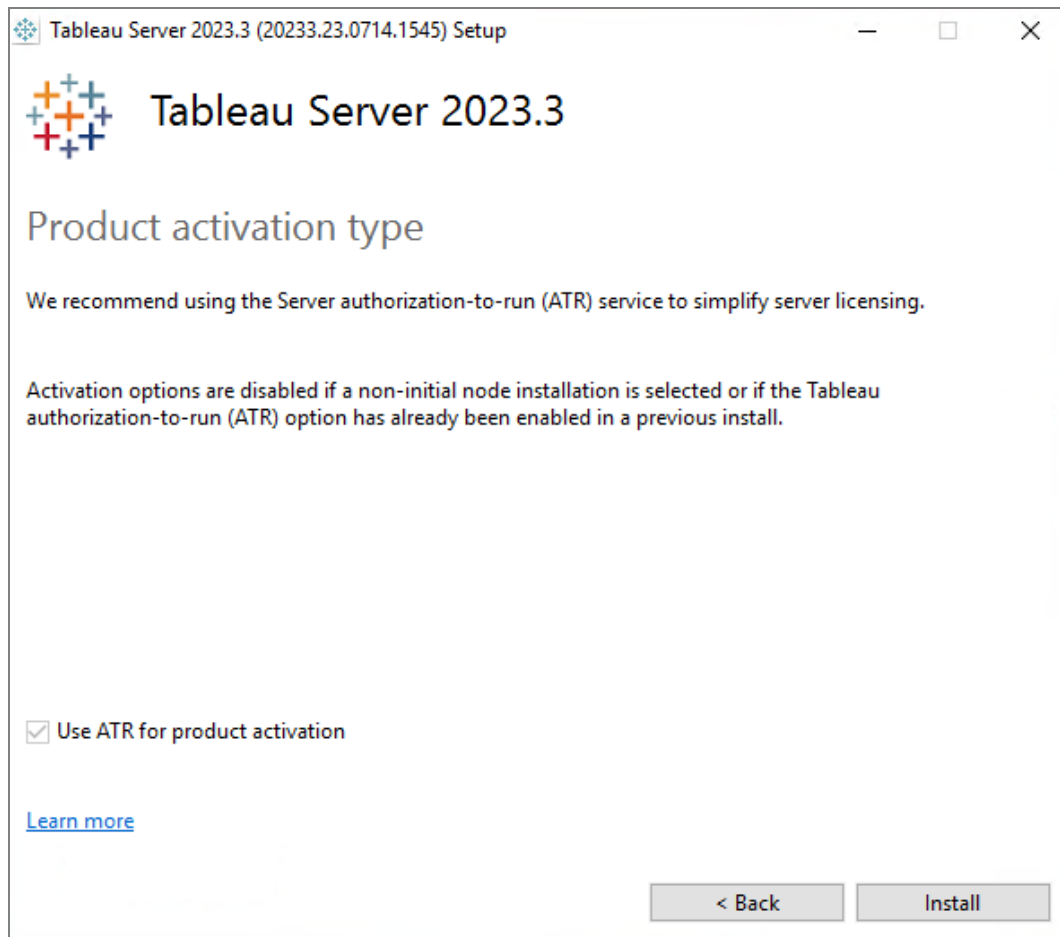 Tableau Server 2023.3 (20233.23.0714.1545) Setup
Tableau Server 2023.3
Product activation type
We recommend using the Server authorization-to-run (ATR) service to simplify server licensing.
Activation options are disabled if a non-initial node installation is selected or if the Tableau
authorization-to-run (ATR) option has already been enabled in a previous install.
Use ATR for product activation
Learn more
< Back
Install